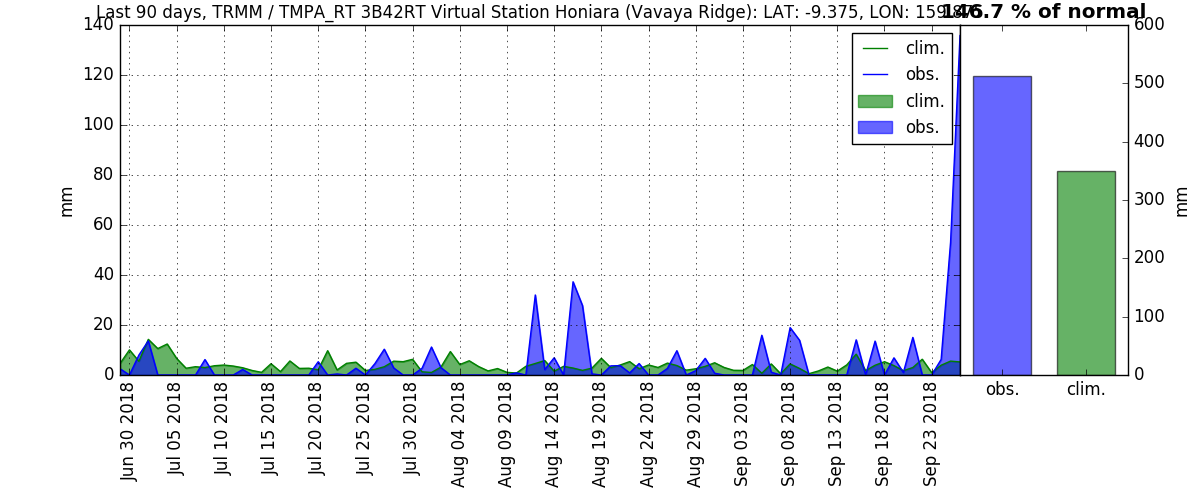 Last 90 days, TRMM / TMPA_RT 3B42RT Virtual Station Honiara (Vavaya Ridge): LAT: -9.375, LON:
146.7 % of normal
140
120
100
80
60
40
20
0
mm
clim.
obs.
clim.
obs.
600
500
400
300
200
100
0
mm
obs.
clim.
Jun 30 2018
Jul 05 2018
Jul 10 2018
Jul 15 2018
Jul 20 2018
Jul 25 2018
Jul 30 2018
Aug 04 2018
Aug 09 2018
Aug 14 2018
Aug 19 2018
Aug 24 2018
Aug 29 2018
Sep 03 2018
Sep 08 2018
Sep 13 2018
Sep 18 2018
Sep 23 2018